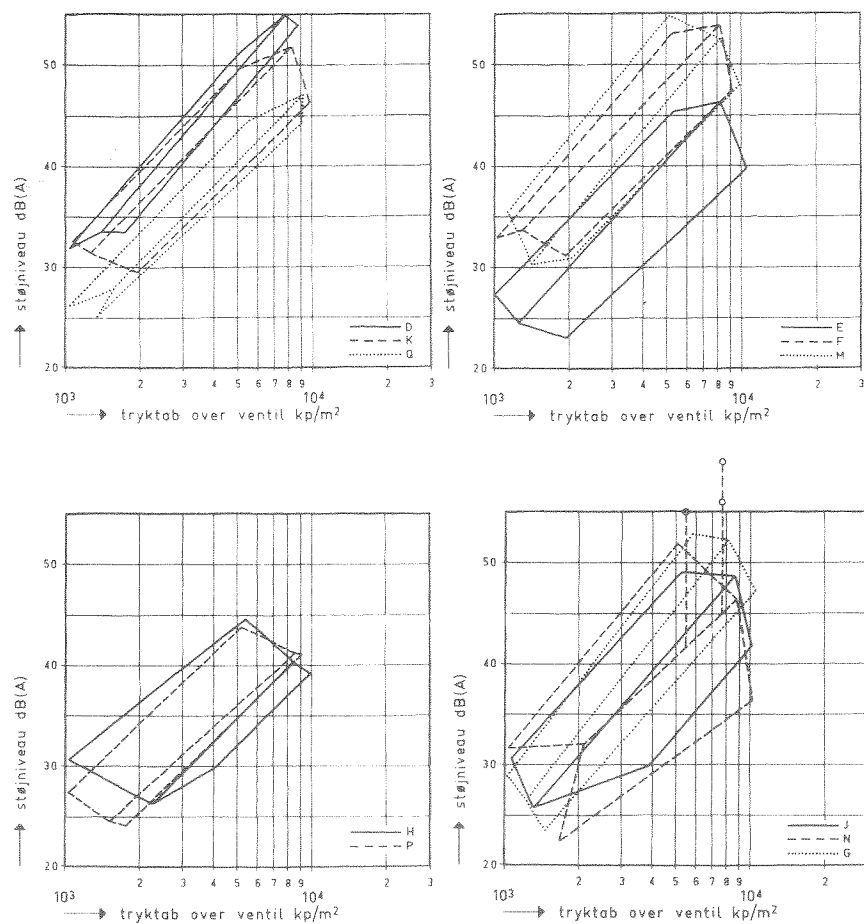 50
40
30
20
støjniveau dB(A)
D
K
Q
10³ 2 3 4 5 6 7 8 9 10⁴ 2 3
tryktab over ventil kp/m²
50
40
30
20
støjniveau dB(A)
E
F
M
10³ 2 3 4 5 6 7 8 9 10⁴ 2 3
tryktab over ventil kp/m²
50
40
30
20
støjniveau dB(A)
H
P
10³ 2 3 4 5 6 7 8 9 10⁴ 2 3
tryktab over ventil kp/m²
50
40
30
20
støjniveau dB(A)
J
N
G
10³ 2 3 4 5 6 7 8 9 10⁴ 2 3
tryktab over ventil kp/m²